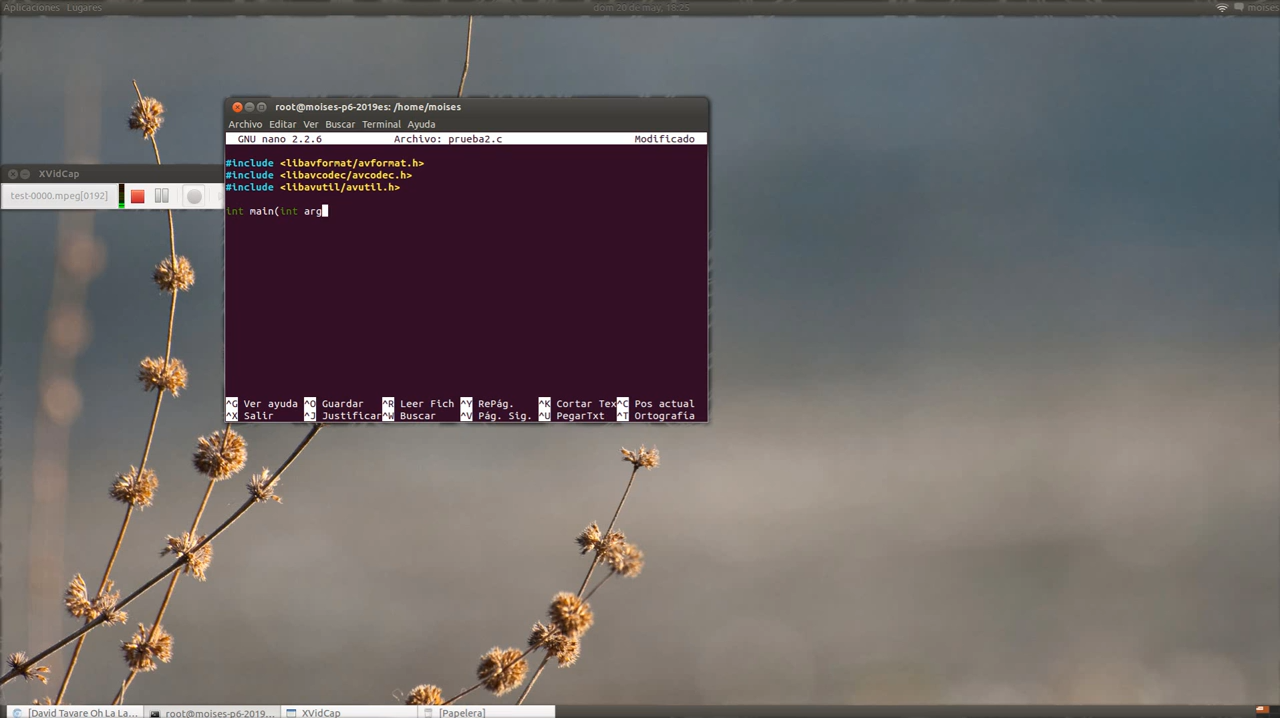 Aplicaciones Lugares
dom 20 de may, 18:25
moises
root@moises-p6-2019es: /home/moises
Archivo Editar Ver Buscar Terminal Ayuda
GNU nano 2.2.6 Archivo: prueba2.c Modificado
XVidCap
test-0000.mpeg[0192]
#include <libavformat/avformat.h>
#include <libavcodec/avcodec.h>
#include <libavutil/avutil.h>
int main(int arg
^G Ver ayuda ^O Guardar ^R Leer Fich ^Y RePág. ^K Cortar Tex ^C Pos actual
^X Salir ^J Justificar ^W Buscar ^V Pág. Sig. ^U PegarTxt ^T Ortografía
[David Tavare Oh La La...
root@moises-p6-2019...
XVidCap
[Papelera]